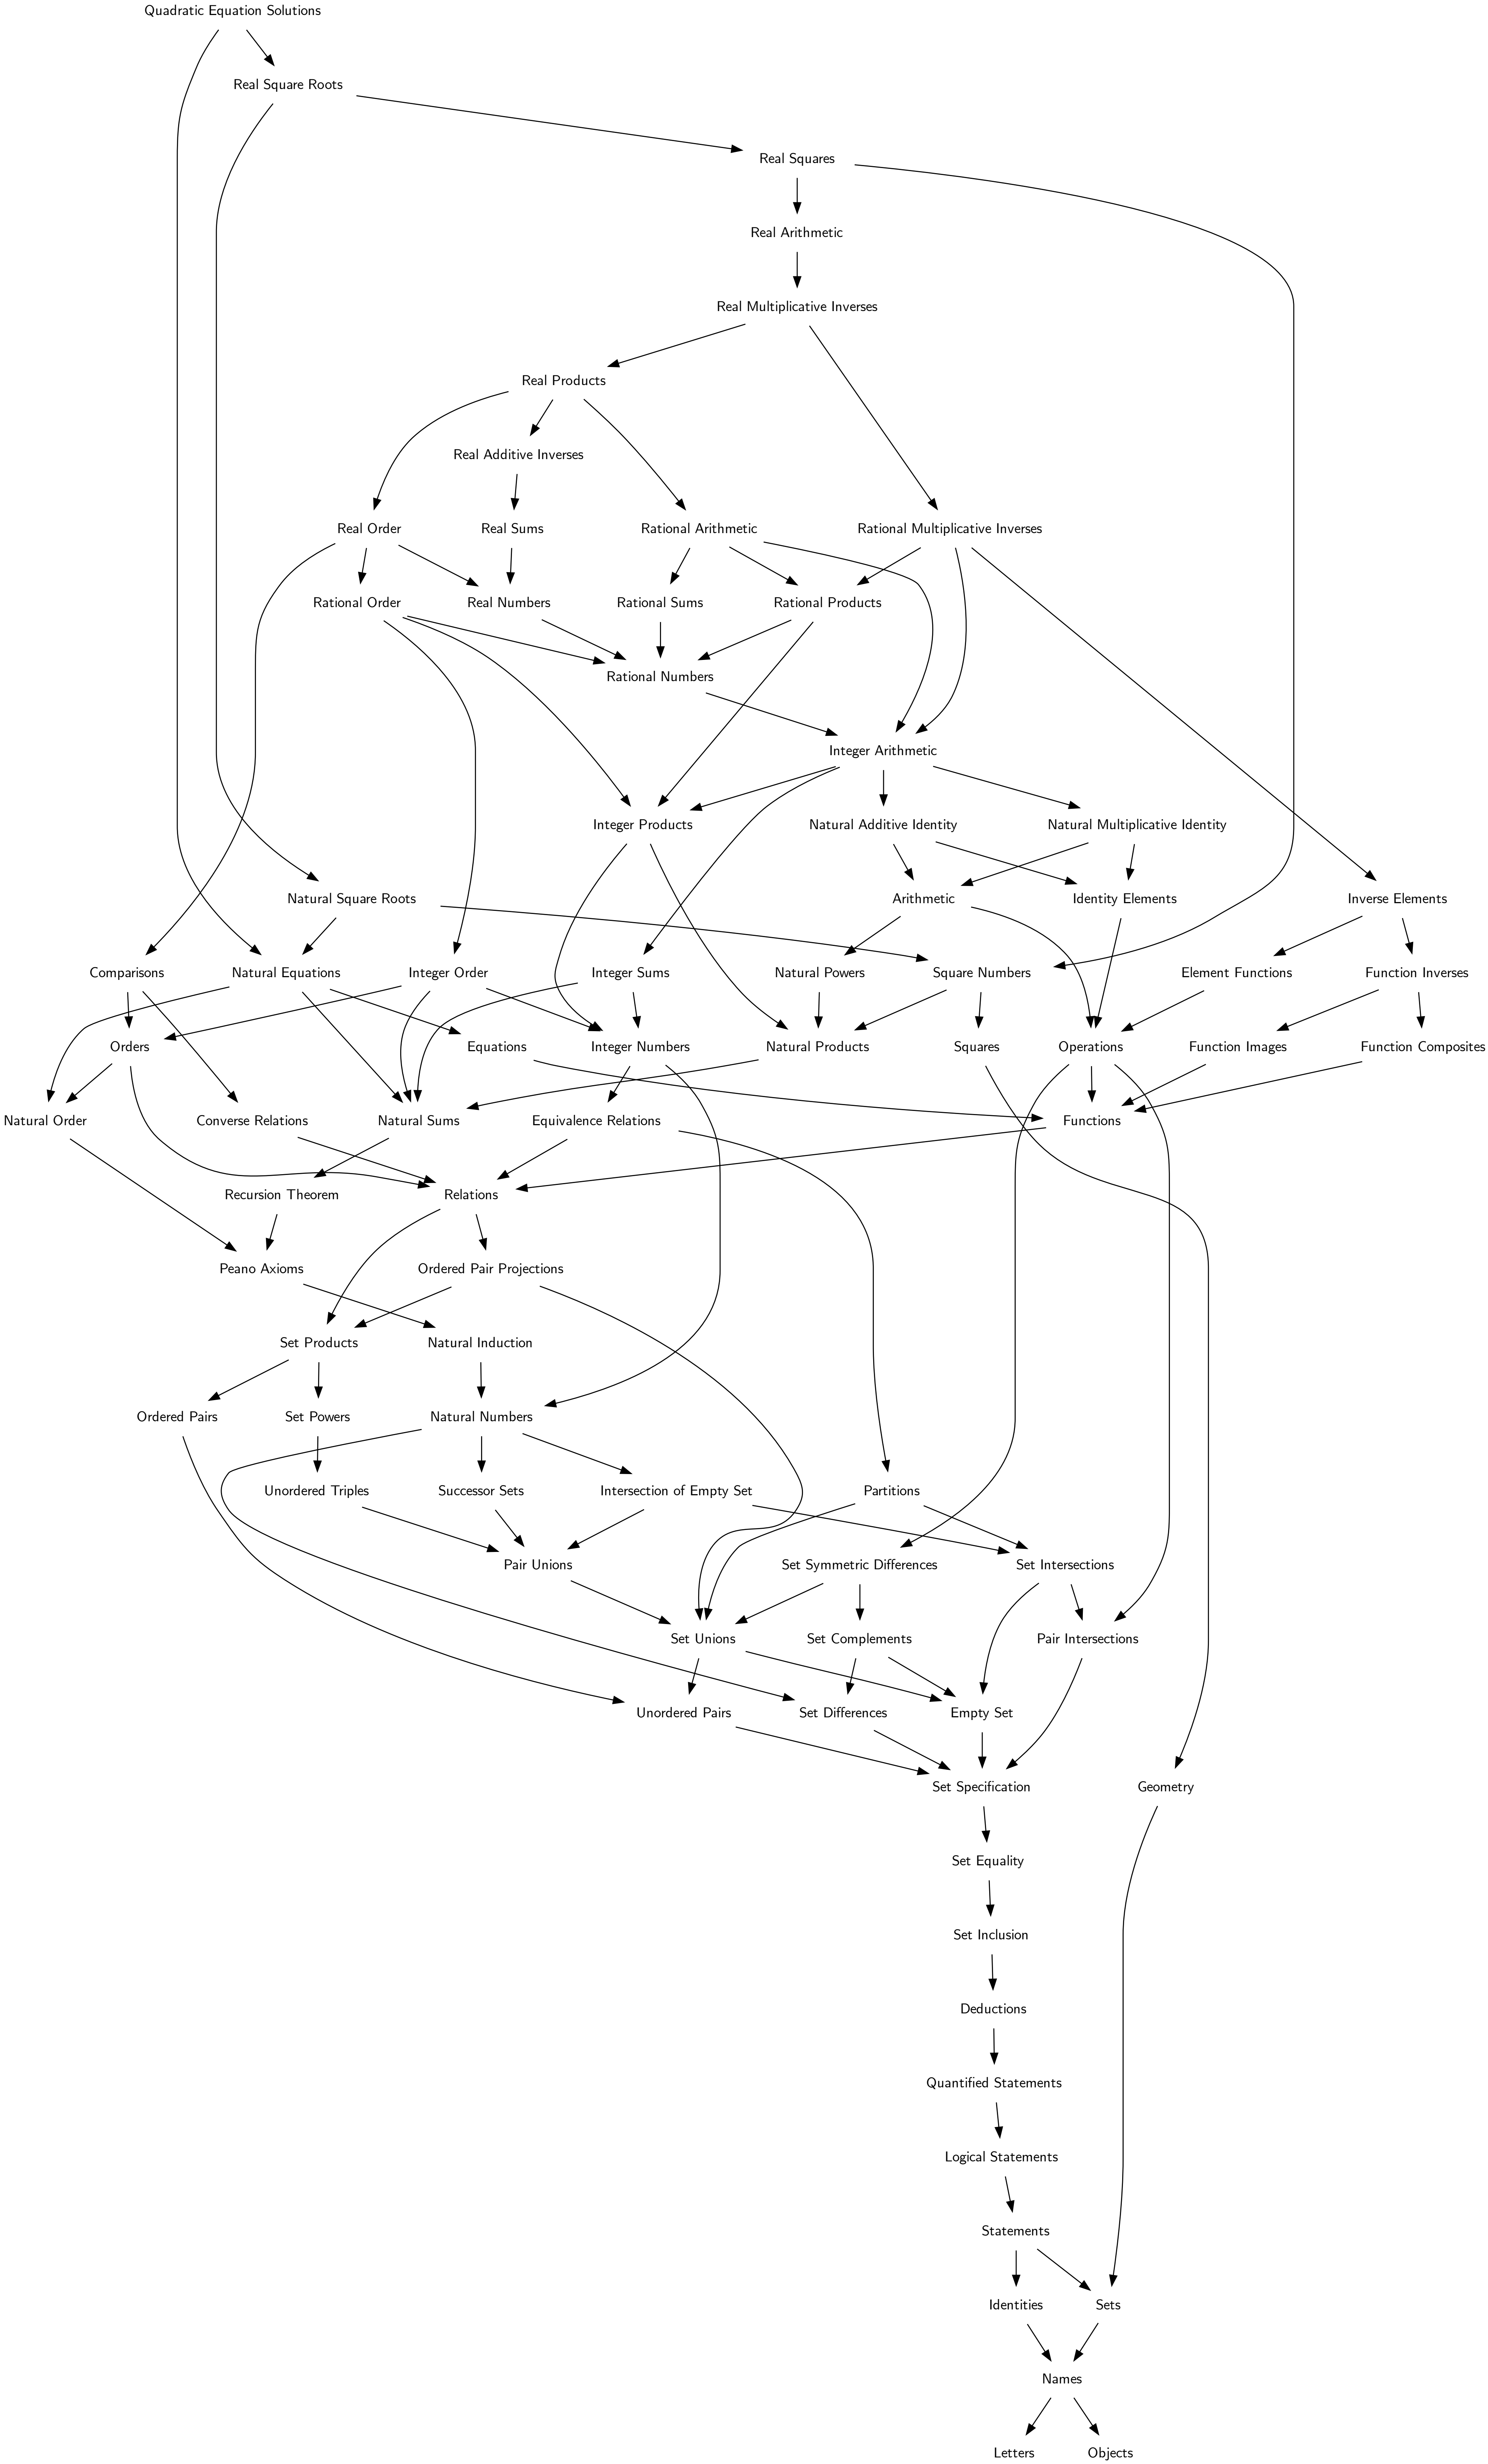 Quadratic Equation Solutions
Real Square Roots
Real Squares
Real Arithmetic
Real Multiplicative Inverses
Real Products
Real Additive Inverses
Real Order
Real Sums
Rational Arithmetic
Rational Multiplicative Inverses
Rational Order
Real Numbers
Rational Sums
Rational Products
Rational Numbers
Integer Arithmetic
Integer Products
Natural Additive Identity
Natural Multiplicative Identity
Natural Square Roots
Arithmetic
Identity Elements
Inverse Elements
Comparisons
Natural Equations
Integer Order
Integer Sums
Natural Powers
Square Numbers
Element Functions
Function Inverses
Orders
Equations
Integer Numbers
Natural Products
Squares
Operations
Function Images
Function Composites
Natural Order
Converse Relations
Natural Sums
Equivalence Relations
Functions
Recursion Theorem
Relations
Peano Axioms
Ordered Pair Projections
Set Products
Natural Induction
Ordered Pairs
Set Powers
Natural Numbers
Unordered Triples
Successor Sets
Intersection of Empty Set
Partitions
Pair Unions
Set Symmetric Differences
Set Intersections
Set Unions
Set Complements
Pair Intersections
Unordered Pairs
Set Differences
Empty Set
Set Specification
Geometry
Set Equality
Set Inclusion
Deductions
Quantified Statements
Logical Statements
Statements
Identities
Sets
Names
Letters
Objects